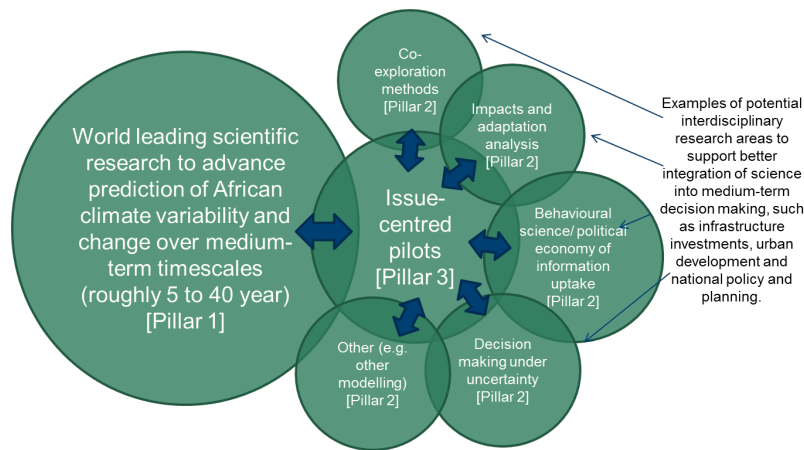 World leading scientific
research to advance
prediction of African
climate variability and
change over medium-
term timescales
(roughly 5 to 40 year)
[Pillar 1]
Co-
exploration
methods
[Pillar 2]
Impacts and
adaptation
analysis
[Pillar 2]
Issue-
centred
pilots
[Pillar 3]
Behavioural
science/ political
economy of
information
uptake
[Pillar 2]
Decision
making under
uncertainty
[Pillar 2]
Other (e.g.
other
modelling)
[Pillar 2]
Examples of potential
interdisciplinary
research areas to
support better
integration of science
into medium-term
decision making, such
as infrastructure
investments, urban
development and
national policy and
planning.